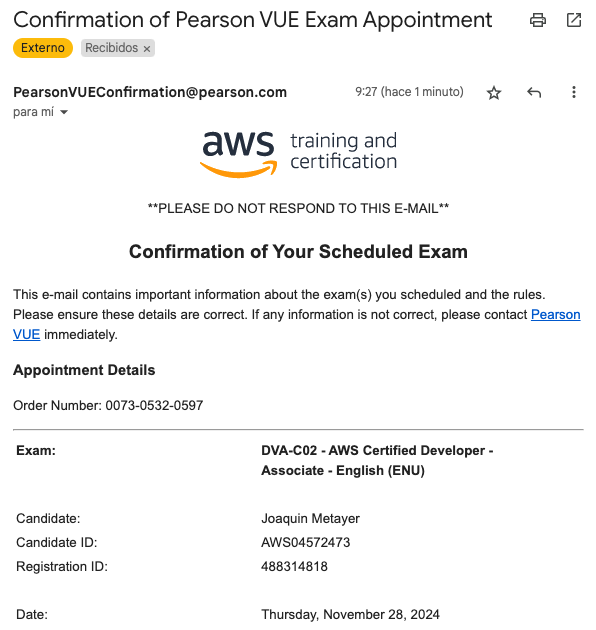 Confirmation of Pearson VUE Exam Appointment
Externo
Recibidos ×
PearsonVUEConfirmation@pearson.com
9:27 (hace 1 minuto)
para mí
aws training and
certification
**PLEASE DO NOT RESPOND TO THIS E-MAIL**
Confirmation of Your Scheduled Exam
This e-mail contains important information about the exam(s) you scheduled and the rules.
Please ensure these details are correct. If any information is not correct, please contact Pearson
VUE immediately.
Appointment Details
Order Number: 0073-0532-0597
Exam: DVA-C02 - AWS Certified Developer -
Associate - English (ENU)
Candidate: Joaquin Metayer
Candidate ID: AWS04572473
Registration ID: 488314818
Date: Thursday, November 28, 2024